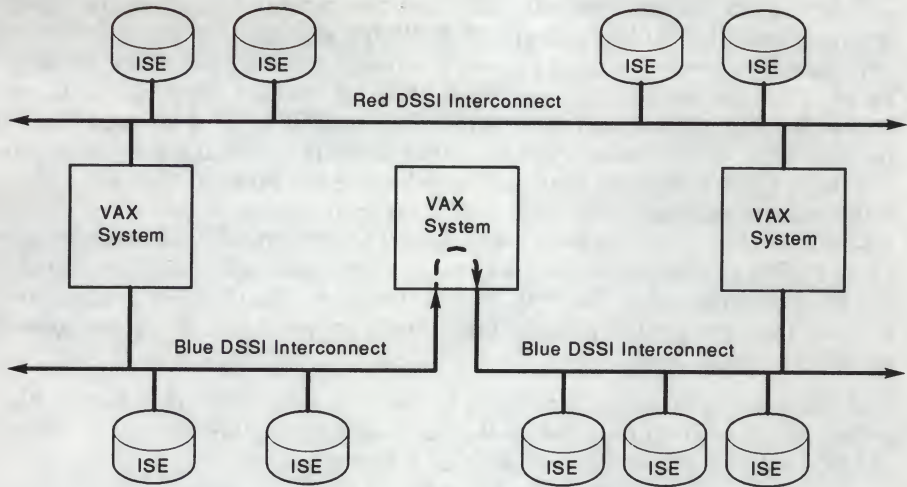 ISE
ISE
ISE
ISE
Red DSSI Interconnect
VAX
System
VAX
System
VAX
System
Blue DSSI Interconnect
Blue DSSI Interconnect
ISE
ISE
ISE
ISE
ISE